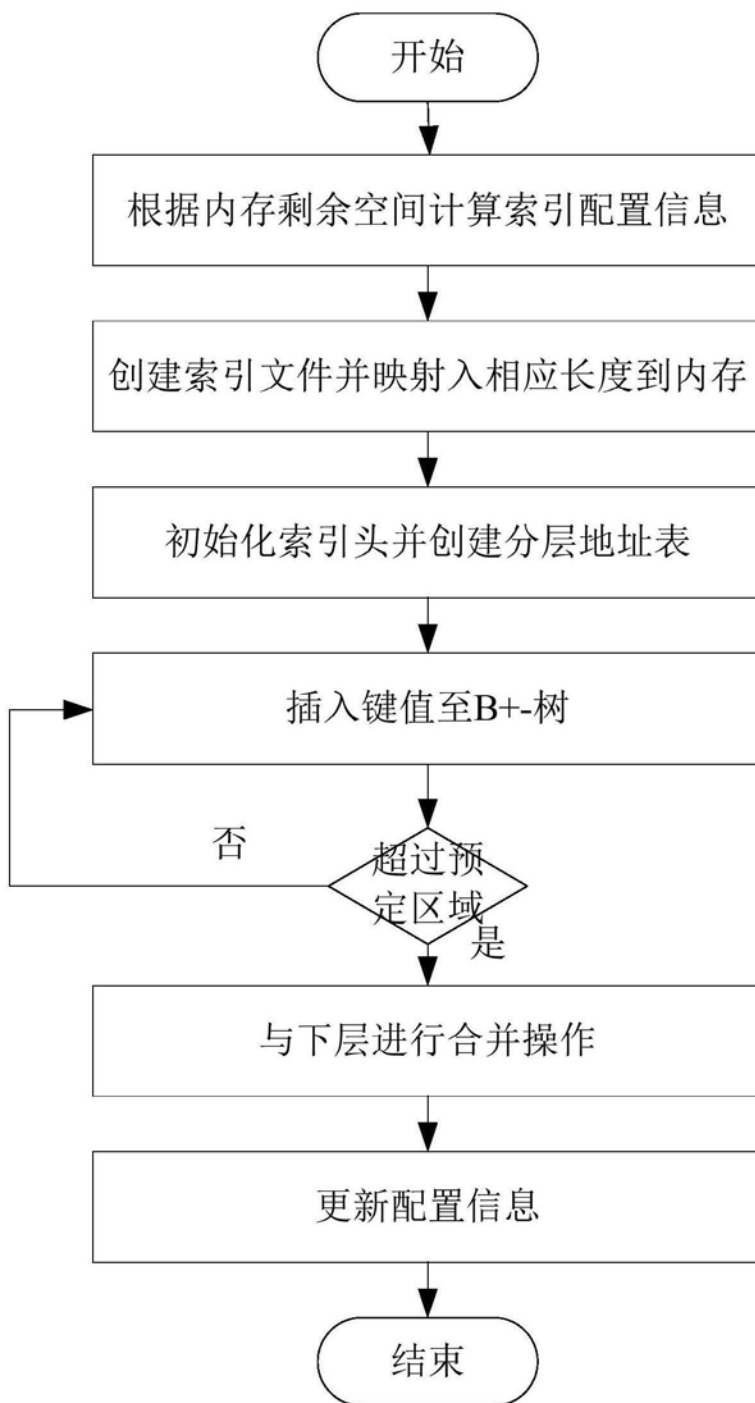 开始
根据内存剩余空间计算索引配置信息
创建索引文件并映射入相应长度到内存
初始化索引头并创建分层地址表
插入键值至B+-树
否
超过预
定区域
是
与下层进行合并操作
更新配置信息
结束